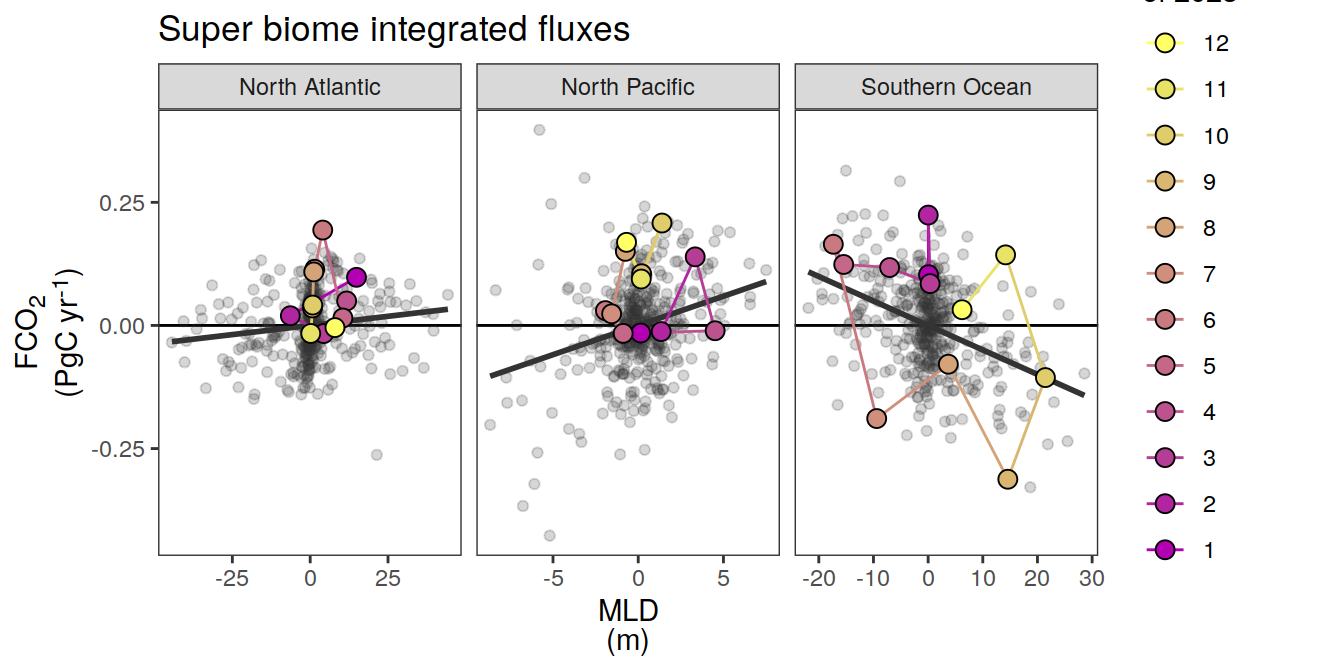 Super biome integrated fluxes
North Atlantic
North Pacific
Southern Ocean
FCO₂
(PgC yr⁻¹)
0.25
0.00
-0.25
-25 0 25
-5 0 5
-20 -10 0 10 20 30
MLD
(m)
12
11
10
9
8
7
6
5
4
3
2
1